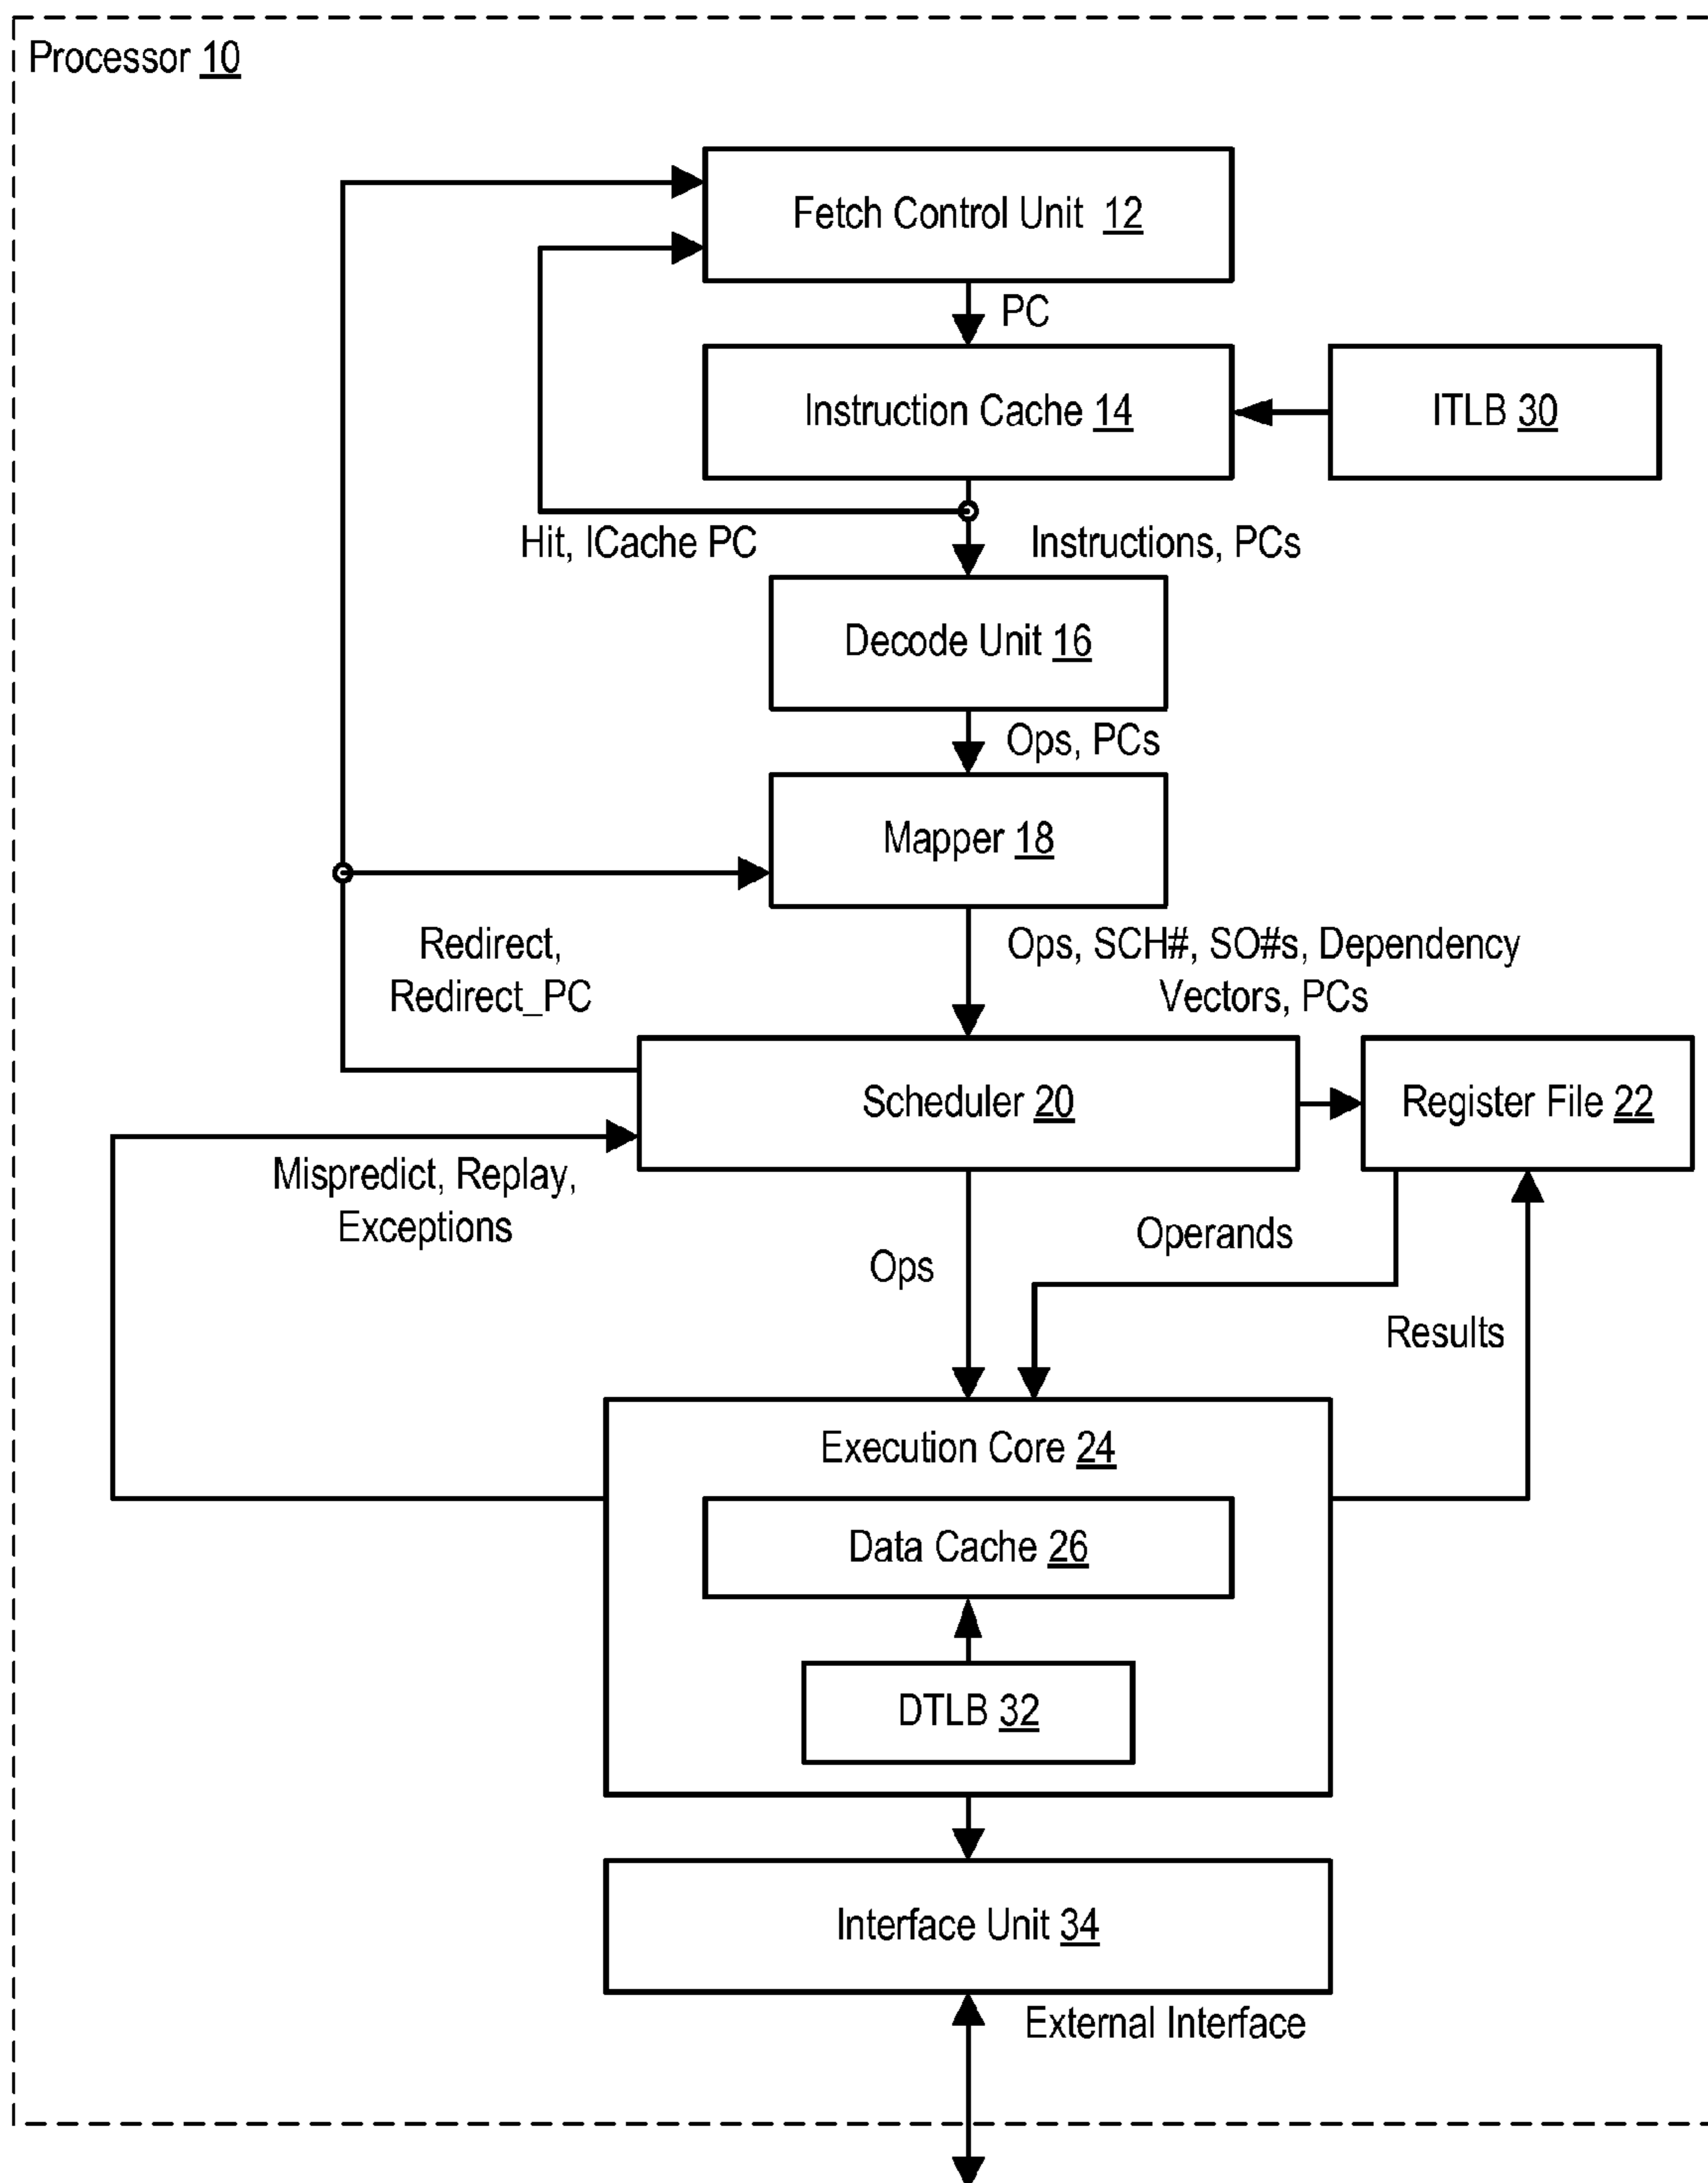 Processor 10
Fetch Control Unit 12
PC
Instruction Cache 14
ITLB 30
Hit, ICache PC
Instructions, PCs
Decode Unit 16
Ops, PCs
Mapper 18
Redirect,
Redirect_PC
Ops, SCH#, SO#s, Dependency
Vectors, PCs
Scheduler 20
Register File 22
Mispredict, Replay,
Exceptions
Ops
Operands
Results
Execution Core 24
Data Cache 26
DTLB 32
Interface Unit 34
External Interface